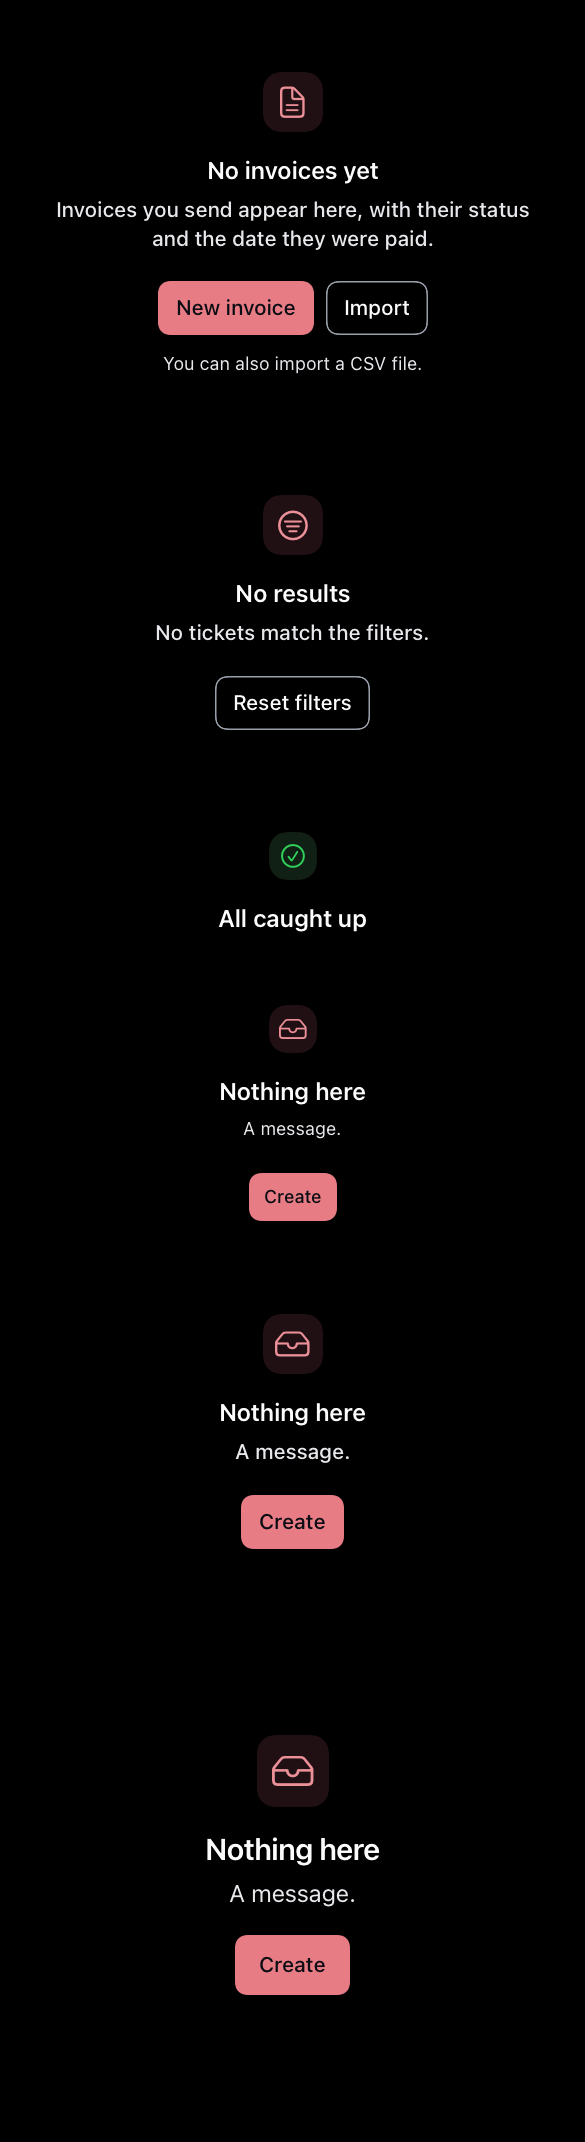 No invoices yet
Invoices you send appear here, with their status
and the date they were paid.
New invoice
Import
You can also import a CSV file.
No results
No tickets match the filters.
Reset filters
All caught up
Nothing here
A message.
Create
Nothing here
A message.
Create
Nothing here
A message.
Create